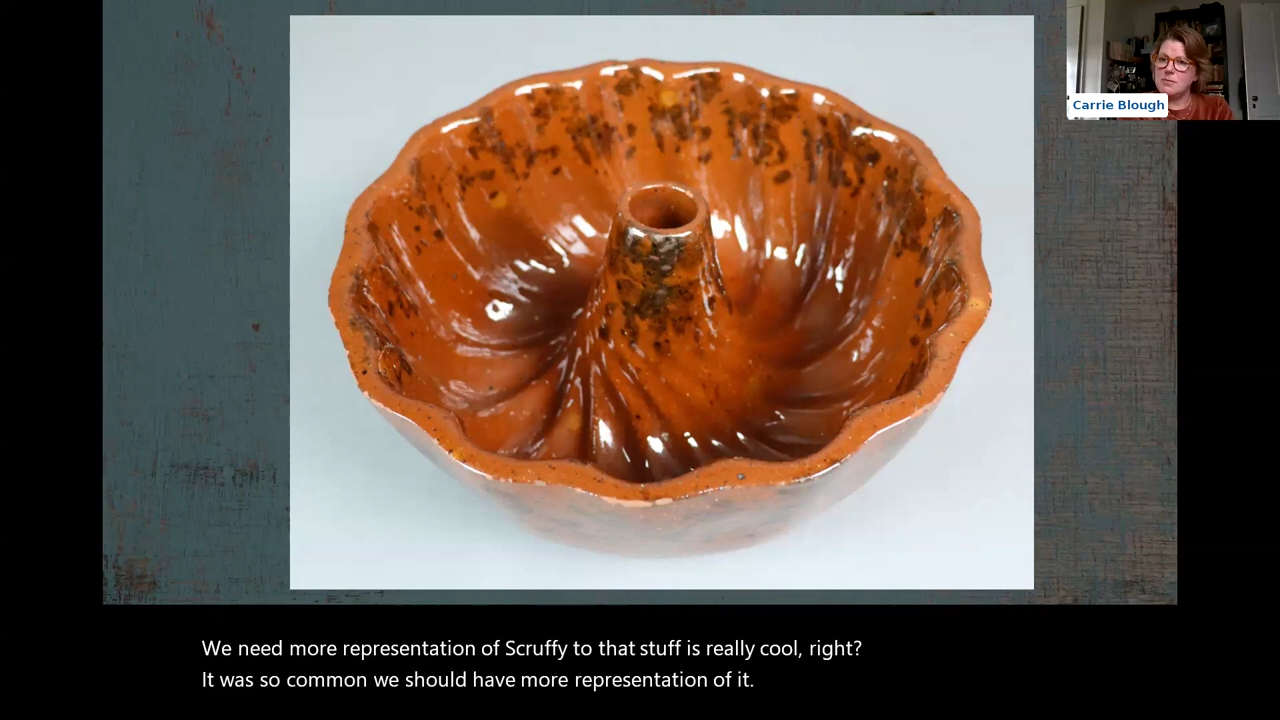 Carrie Blough
We need more representation of Scruffy to that stuff is really cool, right?
It was so common we should have more representation of it.